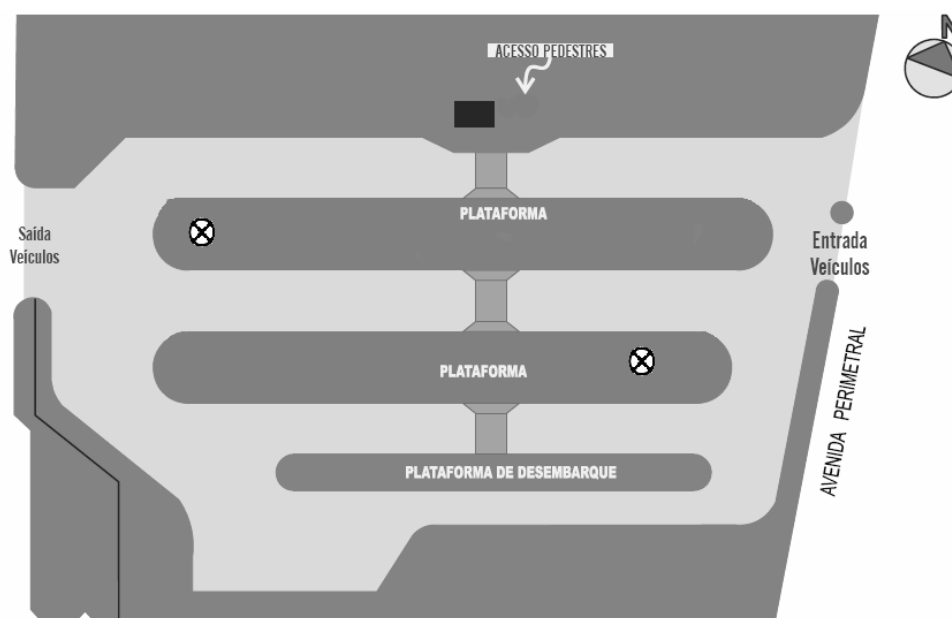 N
ACESSO PEDESTRES
PLATAFORMA
Saída
Veículos
Entrada
Veículos
PLATAFORMA
AVENIDA PERIMETRAL
PLATAFORMA DE DESEMBARQUE